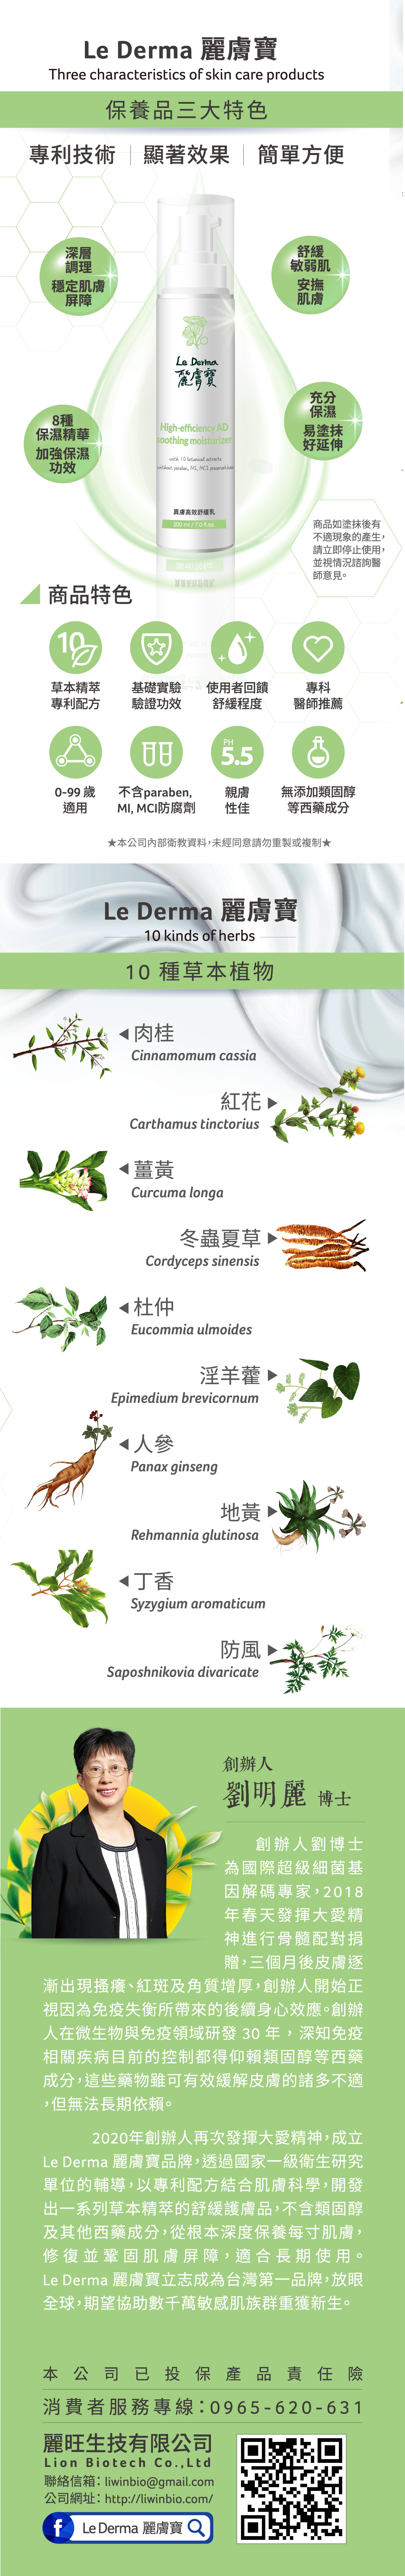 Le Derma 麗膚寶
Three characteristics of skin care products
保養品三大特色
專利技術｜顯著效果｜簡單方便
深層
調理
穩定肌膚
屏障
舒緩
敏弱肌
安撫
肌膚
Le Derma
麗膚寶
8種
保濕精華
加強保濕
功效
充分
保濕
易塗抹
好延伸
High-efficiency AD
soothing moisturizer
with 10 botanical extracts
without paraben, MI, MCI preservatives
異膚高效舒緩乳
200 ml / 7.0 fl.oz.
商品如塗抹後有
不適現象的產生，
請立即停止使用，
並視情況諮詢醫
師意見。
商品特色
10
草本精萃
專利配方
基礎實驗
驗證功效
使用者回饋
舒緩程度
專科
醫師推薦
PH
5.5
0-99 歲
適用
不含paraben,
MI, MCI防腐劑
親膚
性佳
無添加類固醇
等西藥成分
★本公司內部衛教資料，未經同意請勿重製或複制★
Le Derma 麗膚寶
10 kinds of herbs
10 種草本植物
◀肉桂
Cinnamomum cassia
紅花▶
Carthamus tinctorius
◀薑黃
Curcuma longa
冬蟲夏草▶
Cordyceps sinensis
◀杜仲
Eucommia ulmoides
淫羊藿▶
Epimedium brevicornum
◀人參
Panax ginseng
地黃▶
Rehmannia glutinosa
◀丁香
Syzygium aromaticum
防風▶
Saposhnikovia divaricate
創辦人
劉明麗 博士
創辦人劉博士
為國際超級細菌基
因解碼專家，2018
年春天發揮大愛精
神進行骨髓配對捐
贈，三個月後皮膚逐
漸出現搔癢、紅斑及角質增厚，創辦人開始正
視因為免疫失衡所帶來的後續身心效應。創辦
人在微生物與免疫領域研發 30 年，深知免疫
相關疾病目前的控制都得仰賴類固醇等西藥
成分，這些藥物雖可有效緩解皮膚的諸多不適
，但無法長期依賴。
2020年創辦人再次發揮大愛精神，成立
Le Derma 麗膚寶品牌，透過國家一級衛生研究
單位的輔導，以專利配方結合肌膚科學，開發
出一系列草本精萃的舒緩護膚品，不含類固醇
及其他西藥成分，從根本深度保養每寸肌膚，
修復並鞏固肌膚屏障，適合長期使用。
Le Derma 麗膚寶立志成為台灣第一品牌，放眼
全球，期望協助數千萬敏感肌族群重獲新生。
本公司已投保產品責任險
消費者服務專線：0965-620-631
麗旺生技有限公司
Lion Biotech Co.,Ltd
聯絡信箱：liwinbio@gmail.com
公司網址：http://liwinbio.com/
f Le Derma 麗膚寶